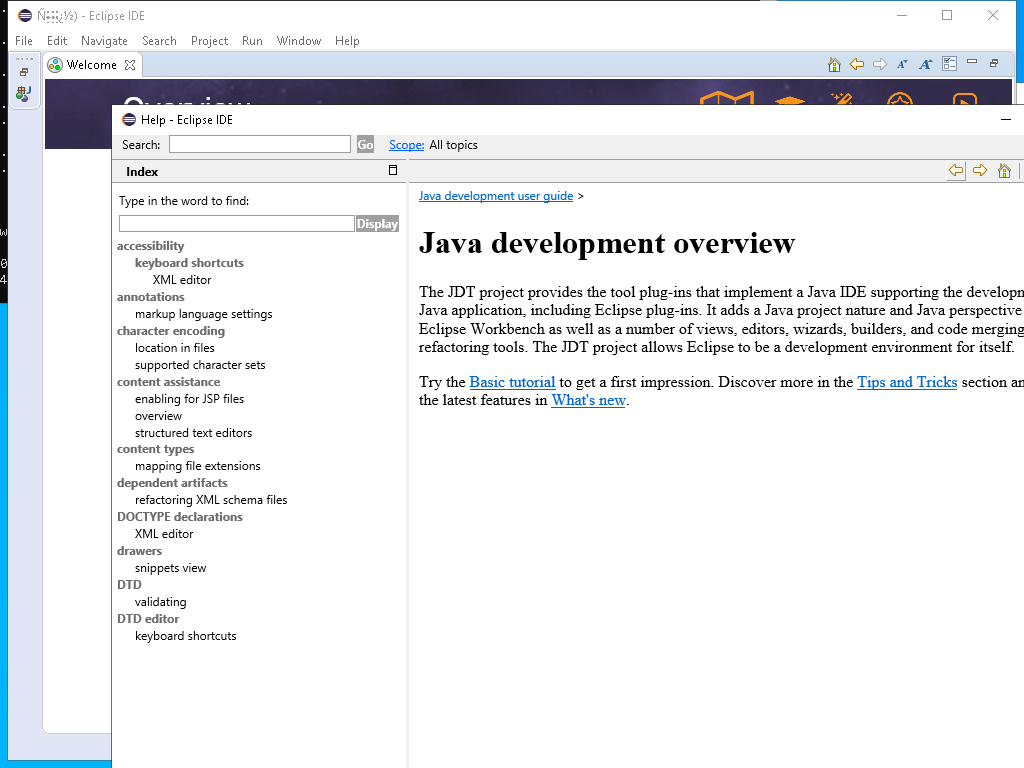 - Eclipse IDE
File Edit Navigate Search Project Run Window Help
Welcome
Overview
Help - Eclipse IDE
Search: Go Scope: All topics
Index
Type in the word to find:
Display
accessibility
keyboard shortcuts
XML editor
annotations
markup language settings
character encoding
location in files
supported character sets
content assistance
enabling for JSP files
overview
structured text editors
content types
mapping file extensions
dependent artifacts
refactoring XML schema files
DOCTYPE declarations
XML editor
drawers
snippets view
DTD
validating
DTD editor
keyboard shortcuts
Java development user guide >
Java development overview
The JDT project provides the tool plug-ins that implement a Java IDE supporting the developm
Java application, including Eclipse plug-ins. It adds a Java project nature and Java perspective
Eclipse Workbench as well as a number of views, editors, wizards, builders, and code merging
refactoring tools. The JDT project allows Eclipse to be a development environment for itself.
Try the Basic tutorial to get a first impression. Discover more in the Tips and Tricks section an
the latest features in What's new.